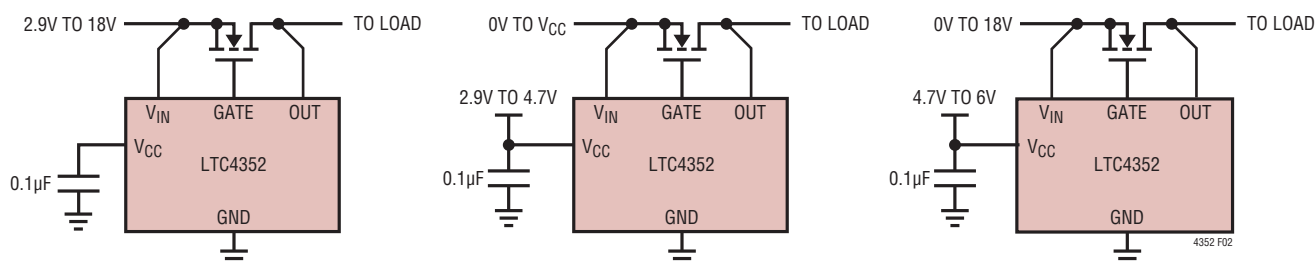 2.9V TO 18V
TO LOAD
VIN
GATE
OUT
VCC
LTC4352
0.1µF
GND
0V TO VCC
TO LOAD
2.9V TO 4.7V
VIN
GATE
OUT
VCC
LTC4352
0.1µF
GND
0V TO 18V
TO LOAD
4.7V TO 6V
VIN
GATE
OUT
VCC
LTC4352
0.1µF
GND
4352 F02